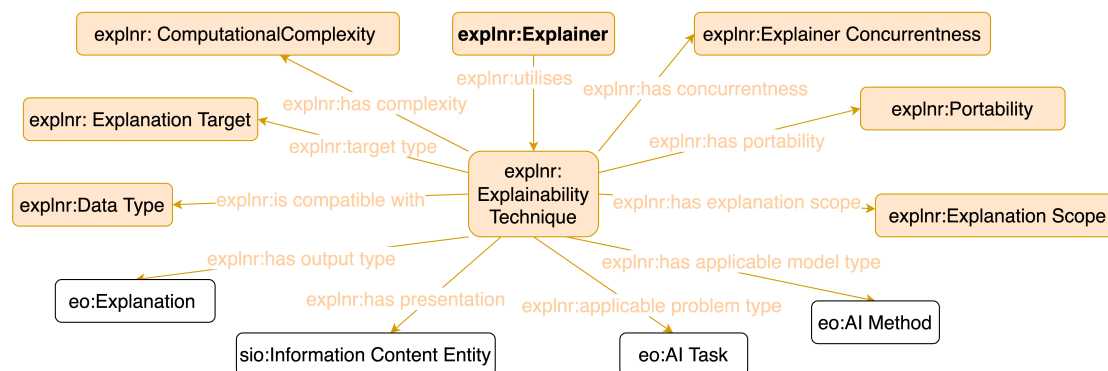 explnr: ComputationalComplexity
explnr:Explainer
explnr:Explainer Concurrentness
explnr:utilises
explnr:has concurrentness
explnr:has complexity
explnr: Explanation Target
explnr:Portability
explnr:target type
explnr:has portability
explnr:
Explainability
Technique
explnr:Data Type
explnr:is compatible with
explnr:has explanation scope
explnr:Explanation Scope
explnr:has output type
explnr:has applicable model type
eo:Explanation
explnr:has presentation
explnr:applicable problem type
eo:AI Method
sio:Information Content Entity
eo:AI Task